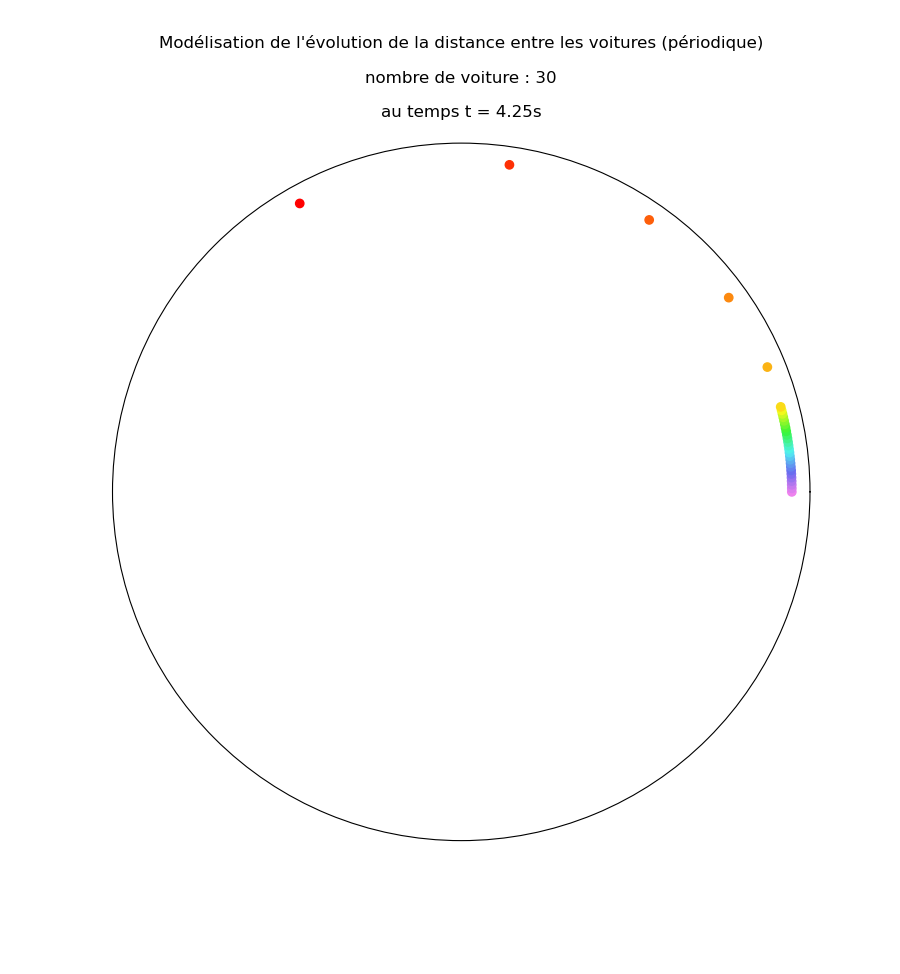 Modélisation de l'évolution de la distance entre les voitures (périodique)
nombre de voiture : 30
au temps t = 4.25s